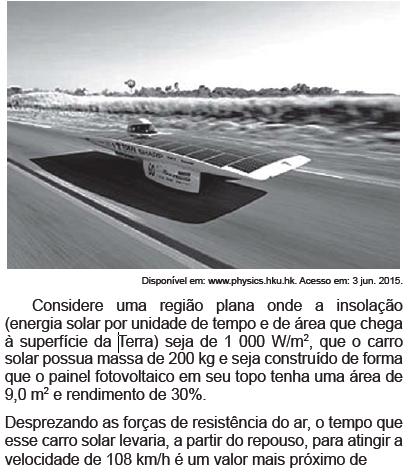 TOKAI SHARP
Disponível em: www.physics.hku.hk. Acesso em: 3 jun. 2015.
Considere uma região plana onde a insolação
(energia solar por unidade de tempo e de área que chega
à superfície da Terra) seja de 1 000 W/m², que o carro
solar possua massa de 200 kg e seja construído de forma
que o painel fotovoltaico em seu topo tenha uma área de
9,0 m² e rendimento de 30%.
Desprezando as forças de resistência do ar, o tempo que
esse carro solar levaria, a partir do repouso, para atingir a
velocidade de 108 km/h é um valor mais próximo de